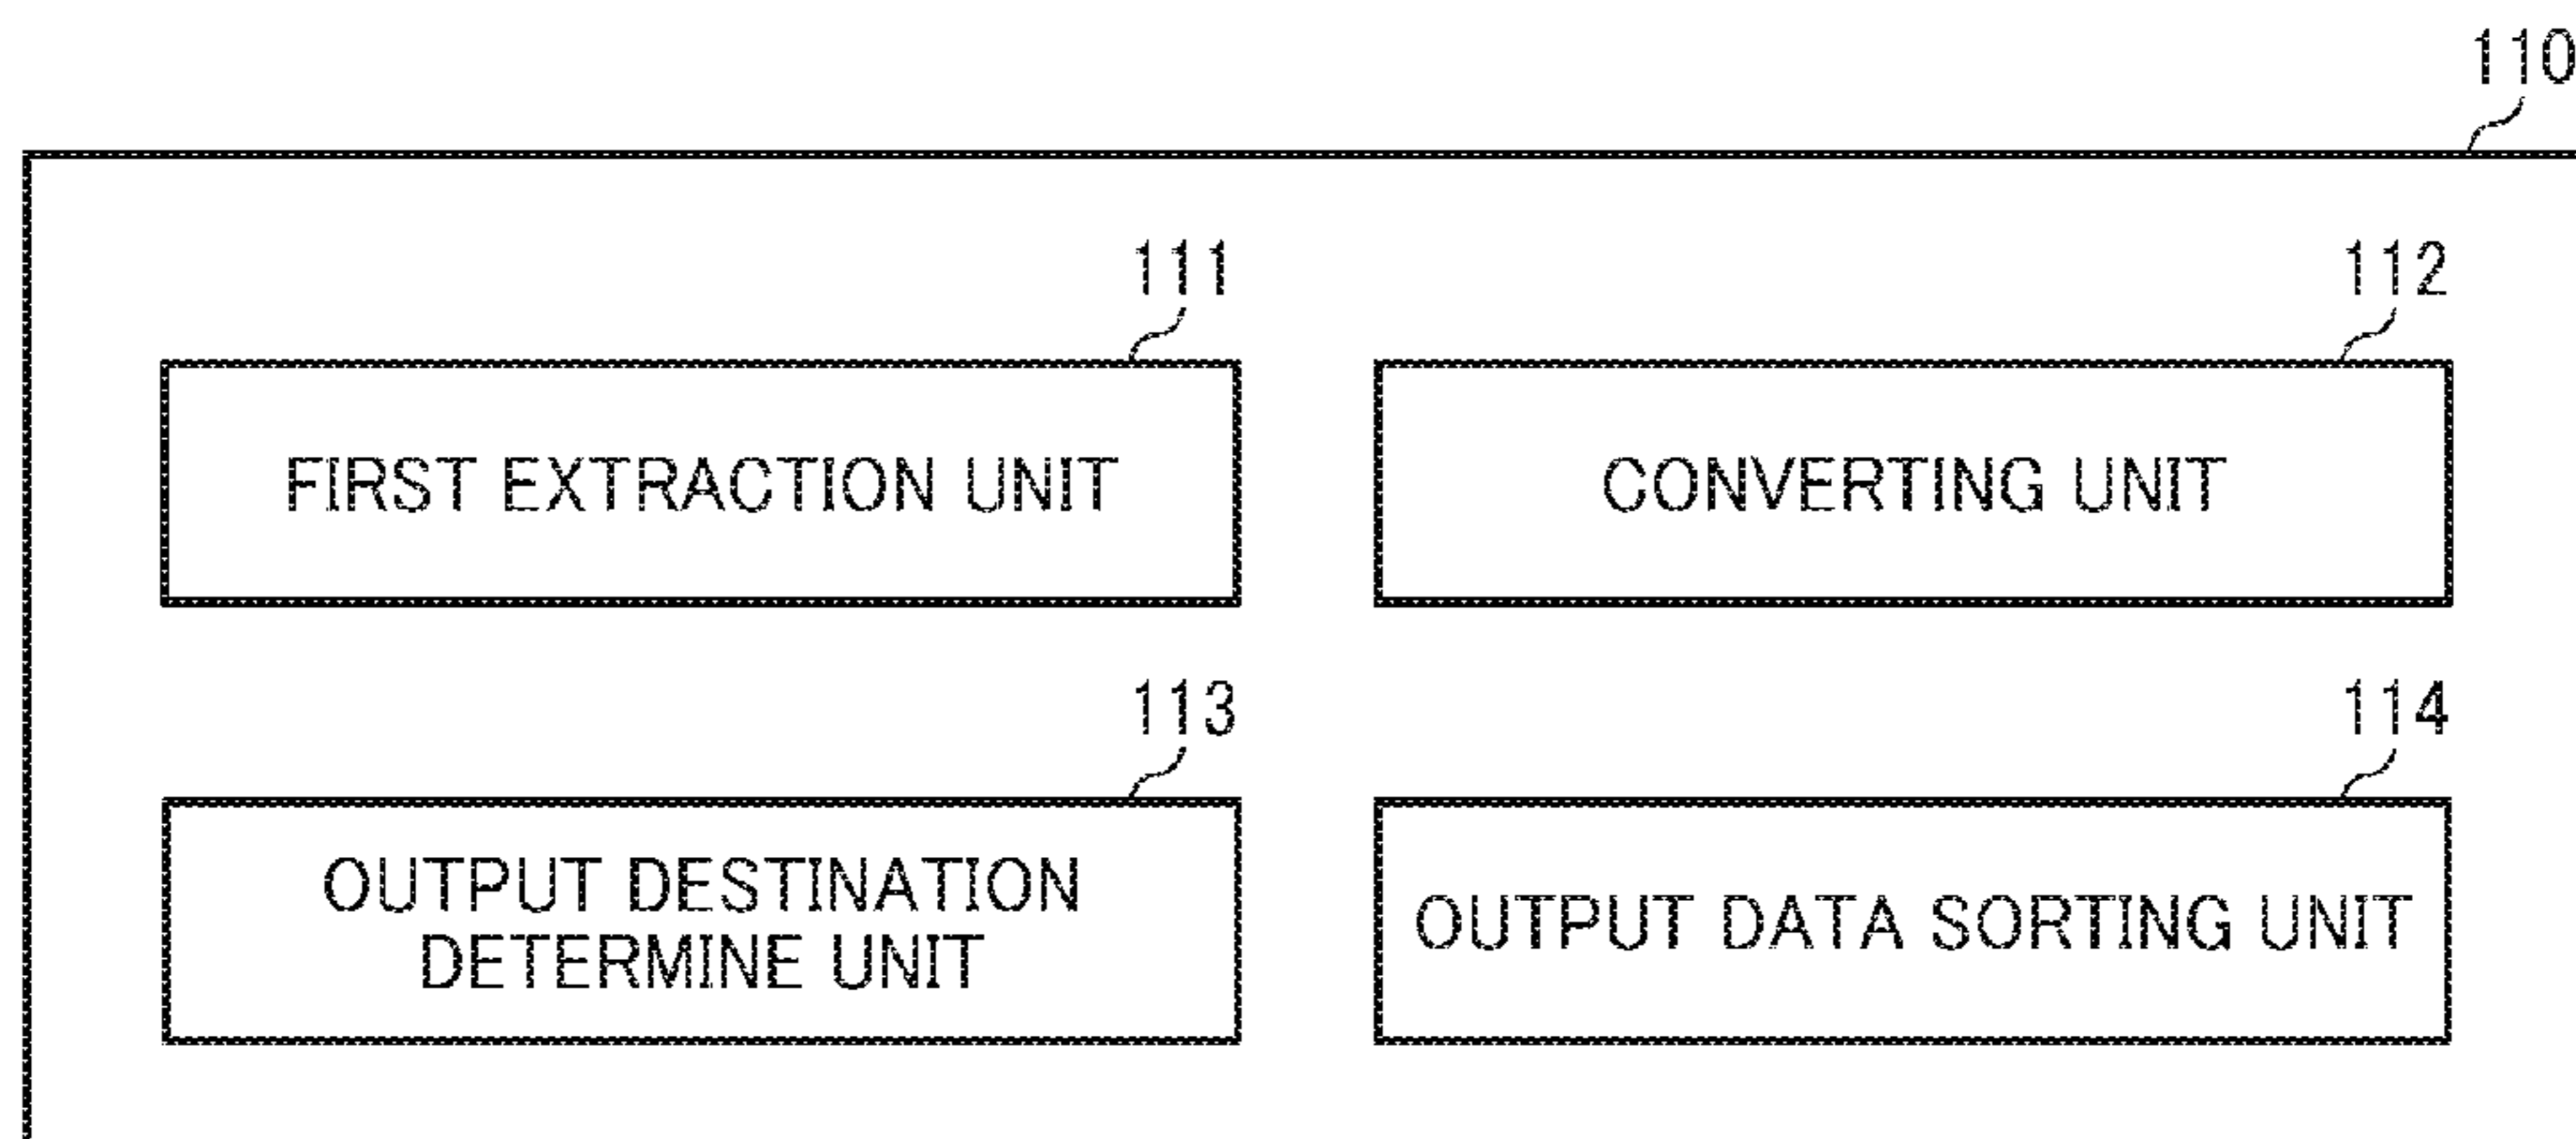 110
111
112
FIRST EXTRACTION UNIT
CONVERTING UNIT
113
114
OUTPUT DESTINATION
DETERMINE UNIT
OUTPUT DATA SORTING UNIT